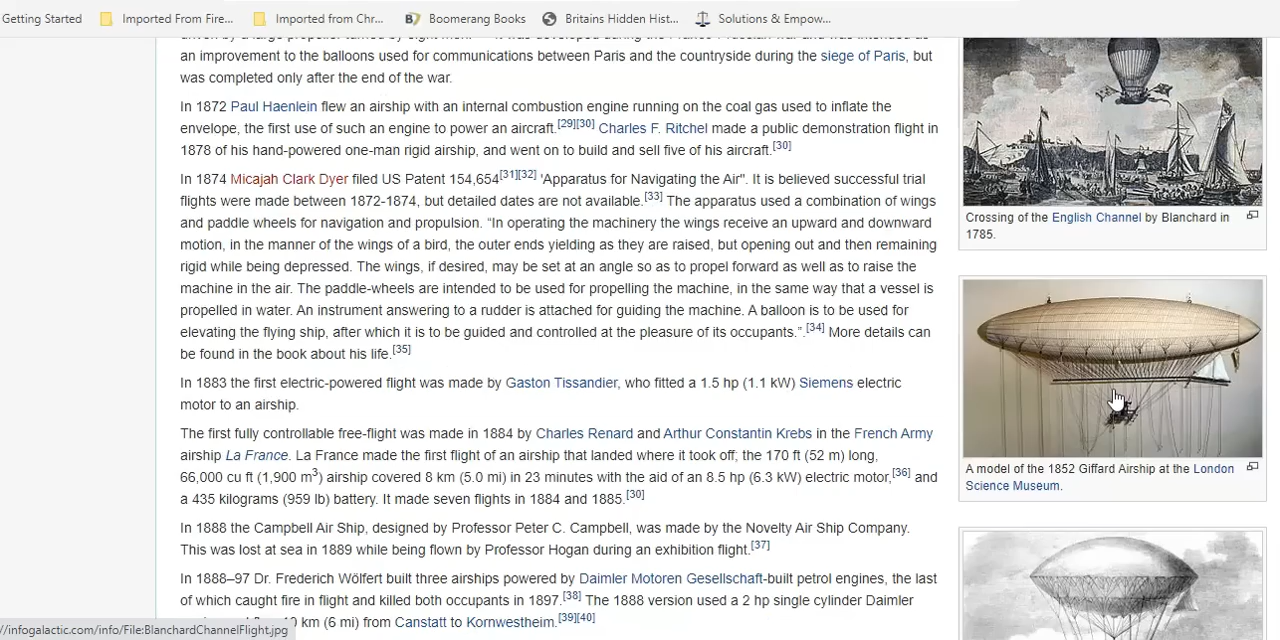 Getting Started
Imported From Fire...
Imported from Chr...
Boomerang Books
Britains Hidden Hist...
Solutions & Empow...
an improvement to the balloons used for communications between Paris and the countryside during the siege of Paris, but
was completed only after the end of the war.
In 1872 Paul Haenlein flew an airship with an internal combustion engine running on the coal gas used to inflate the
envelope, the first use of such an engine to power an aircraft.[29][30] Charles F. Ritchel made a public demonstration flight in
1878 of his hand-powered one-man rigid airship, and went on to build and sell five of his aircraft.[30]
In 1874 Micajah Clark Dyer filed US Patent 154,654[31][32] 'Apparatus for Navigating the Air". It is believed successful trial
flights were made between 1872-1874, but detailed dates are not available.[33] The apparatus used a combination of wings
and paddle wheels for navigation and propulsion. "In operating the machinery the wings receive an upward and downward
motion, in the manner of the wings of a bird, the outer ends yielding as they are raised, but opening out and then remaining
rigid while being depressed. The wings, if desired, may be set at an angle so as to propel forward as well as to raise the
machine in the air. The paddle-wheels are intended to be used for propelling the machine, in the same way that a vessel is
propelled in water. An instrument answering to a rudder is attached for guiding the machine. A balloon is to be used for
elevating the flying ship, after which it is to be guided and controlled at the pleasure of its occupants.".[34] More details can
be found in the book about his life.[35]
In 1883 the first electric-powered flight was made by Gaston Tissandier, who fitted a 1.5 hp (1.1 kW) Siemens electric
motor to an airship.
The first fully controllable free-flight was made in 1884 by Charles Renard and Arthur Constantin Krebs in the French Army
airship La France. La France made the first flight of an airship that landed where it took off; the 170 ft (52 m) long,
66,000 cu ft (1,900 m3) airship covered 8 km (5.0 mi) in 23 minutes with the aid of an 8.5 hp (6.3 kW) electric motor,[36] and
a 435 kilograms (959 lb) battery. It made seven flights in 1884 and 1885.[30]
In 1888 the Campbell Air Ship, designed by Professor Peter C. Campbell, was made by the Novelty Air Ship Company.
This was lost at sea in 1889 while being flown by Professor Hogan during an exhibition flight.[37]
In 1888–97 Dr. Frederich Wölfert built three airships powered by Daimler Motoren Gesellschaft-built petrol engines, the last
of which caught fire in flight and killed both occupants in 1897.[38] The 1888 version used a 2 hp single cylinder Daimler
km (6 mi) from Canstatt to Kornwestheim.[39][40]
Crossing of the English Channel by Blanchard in
1785.
A model of the 1852 Giffard Airship at the London
Science Museum.
/infogalactic.com/info/File:BlanchardChannelFlight.jpg